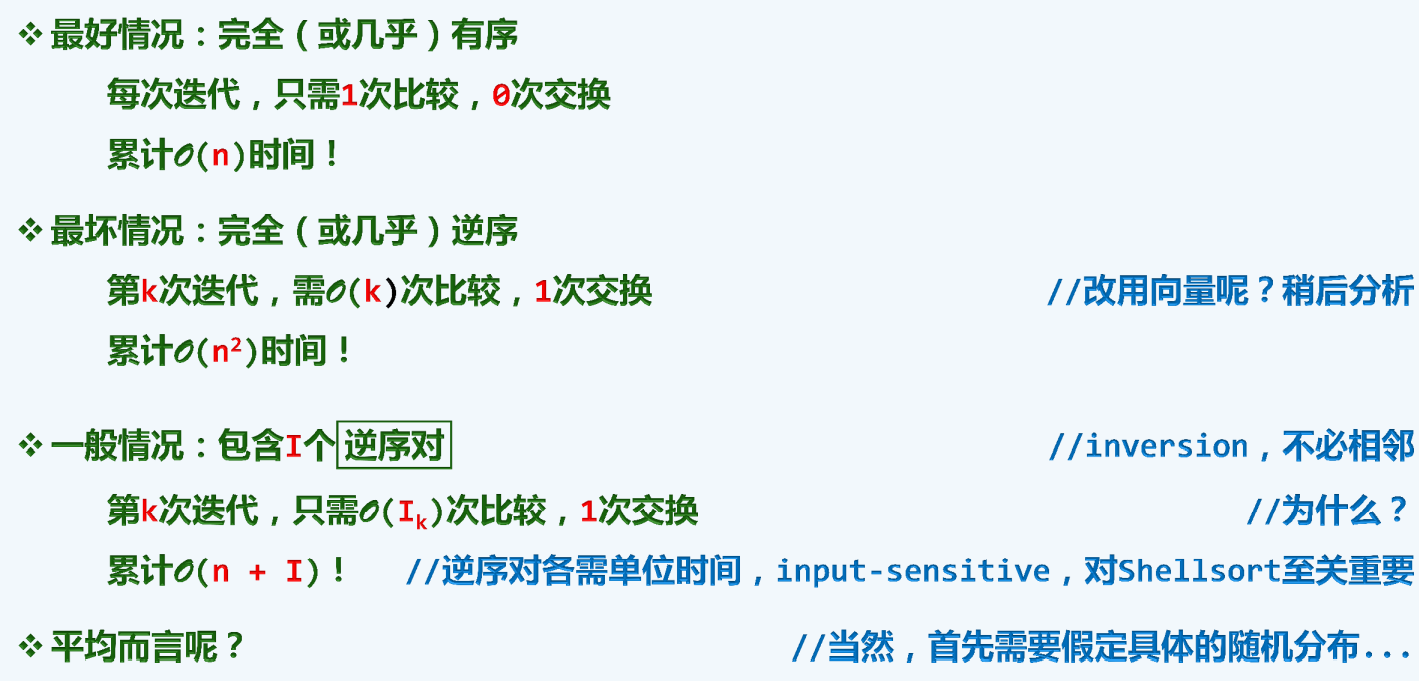 ❖ 最好情况：完全（或几乎）有序
每次迭代，只需1次比较，0次交换
累计O(n)时间！
❖ 最坏情况：完全（或几乎）逆序
第k次迭代，需O(k)次比较，1次交换 //改用向量呢？稍后分析
累计O(n²)时间！
❖ 一般情况：包含I个逆序对 //inversion，不必相邻
第k次迭代，只需O(Iₖ)次比较，1次交换 //为什么？
累计O(n + I)！ //逆序对各需单位时间，input-sensitive，对Shellsort至关重要
❖ 平均而言呢？ //当然，首先需要假定具体的随机分布...